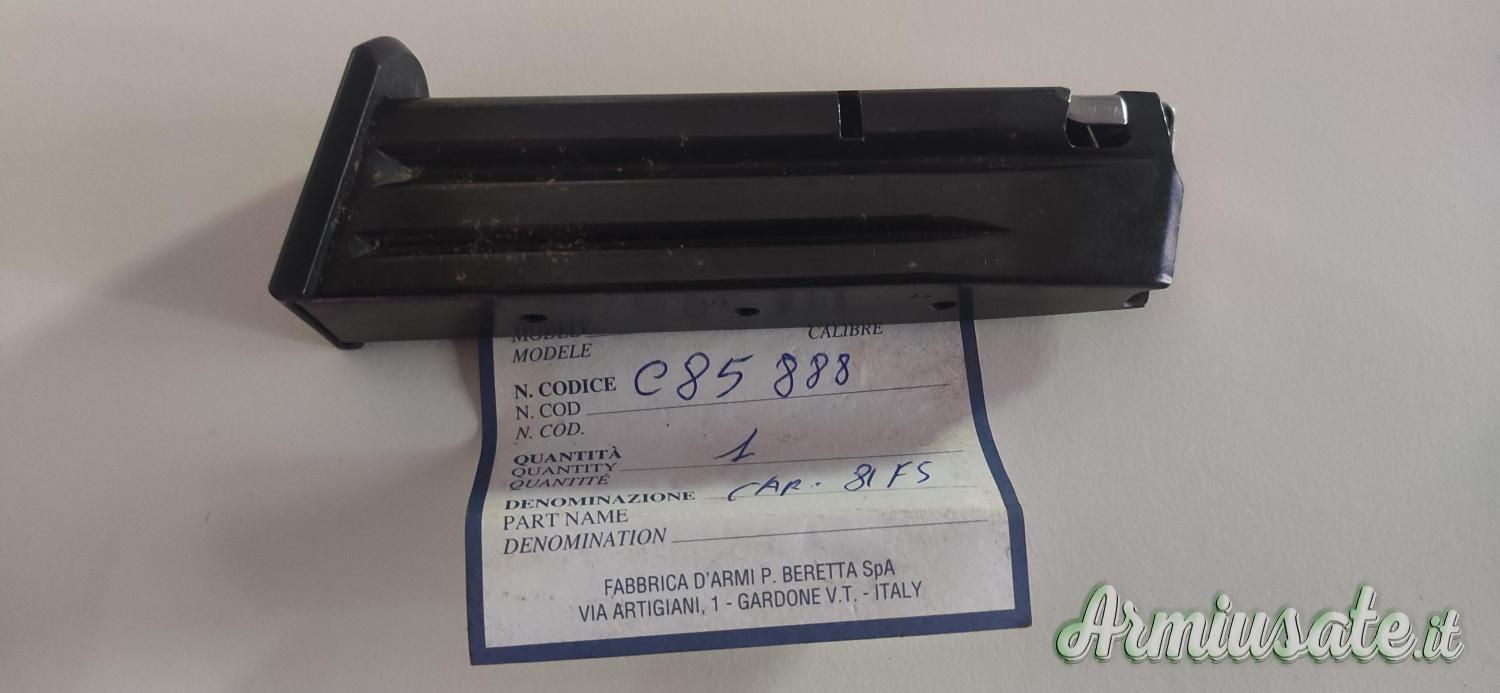 CALIBRE
MODELE
N. CODICE C85 888
N. COD
N. COD.
QUANTITÀ 1
QUANTITY
QUANTITÉ
DENOMINAZIONE CAR. 81 FS
PART NAME
DENOMINATION
FABBRICA D'ARMI P. BERETTA SpA
VIA ARTIGIANI, 1 - GARDONE V.T. - ITALY
Armiusate.it